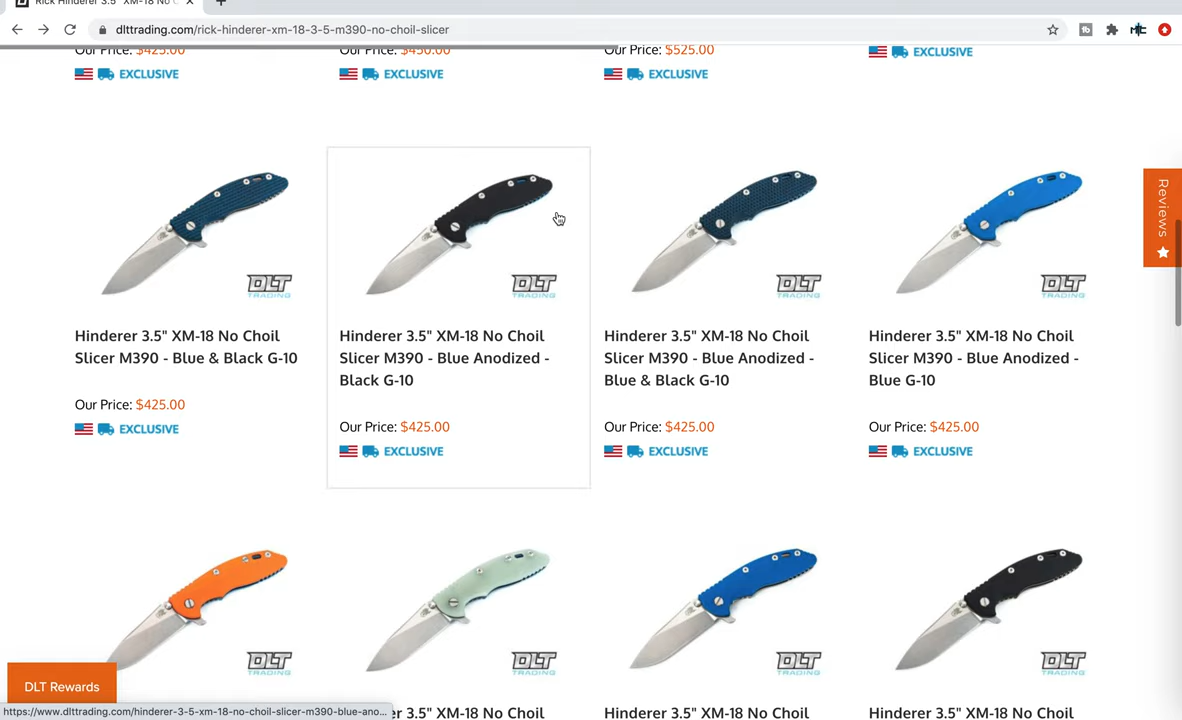 Rick Hinderer 3.5" XM-18 No C
dlttrading.com/rick-hinderer-xm-18-3-5-m390-no-choil-slicer
Our Price: $425.00
Our Price: $450.00
Our Price: $525.00
EXCLUSIVE
EXCLUSIVE
EXCLUSIVE
EXCLUSIVE
Reviews
DLT
TRADING
DLT
TRADING
DLT
TRADING
DLT
TRADING
Hinderer 3.5" XM-18 No Choil
Slicer M390 - Blue & Black G-10
Our Price: $425.00
EXCLUSIVE
Hinderer 3.5" XM-18 No Choil
Slicer M390 - Blue Anodized -
Black G-10
Our Price: $425.00
EXCLUSIVE
Hinderer 3.5" XM-18 No Choil
Slicer M390 - Blue Anodized -
Blue & Black G-10
Our Price: $425.00
EXCLUSIVE
Hinderer 3.5" XM-18 No Choil
Slicer M390 - Blue Anodized -
Blue G-10
Our Price: $425.00
EXCLUSIVE
DLT
TRADING
DLT
TRADING
DLT
TRADING
DLT
TRADING
DLT Rewards
https://www.dlttrading.com/hinderer-3-5-xm-18-no-choil-slicer-m390-blue-ano...
er 3.5" XM-18 No Choil
Hinderer 3.5" XM-18 No Choil
Hinderer 3.5" XM-18 No Choil